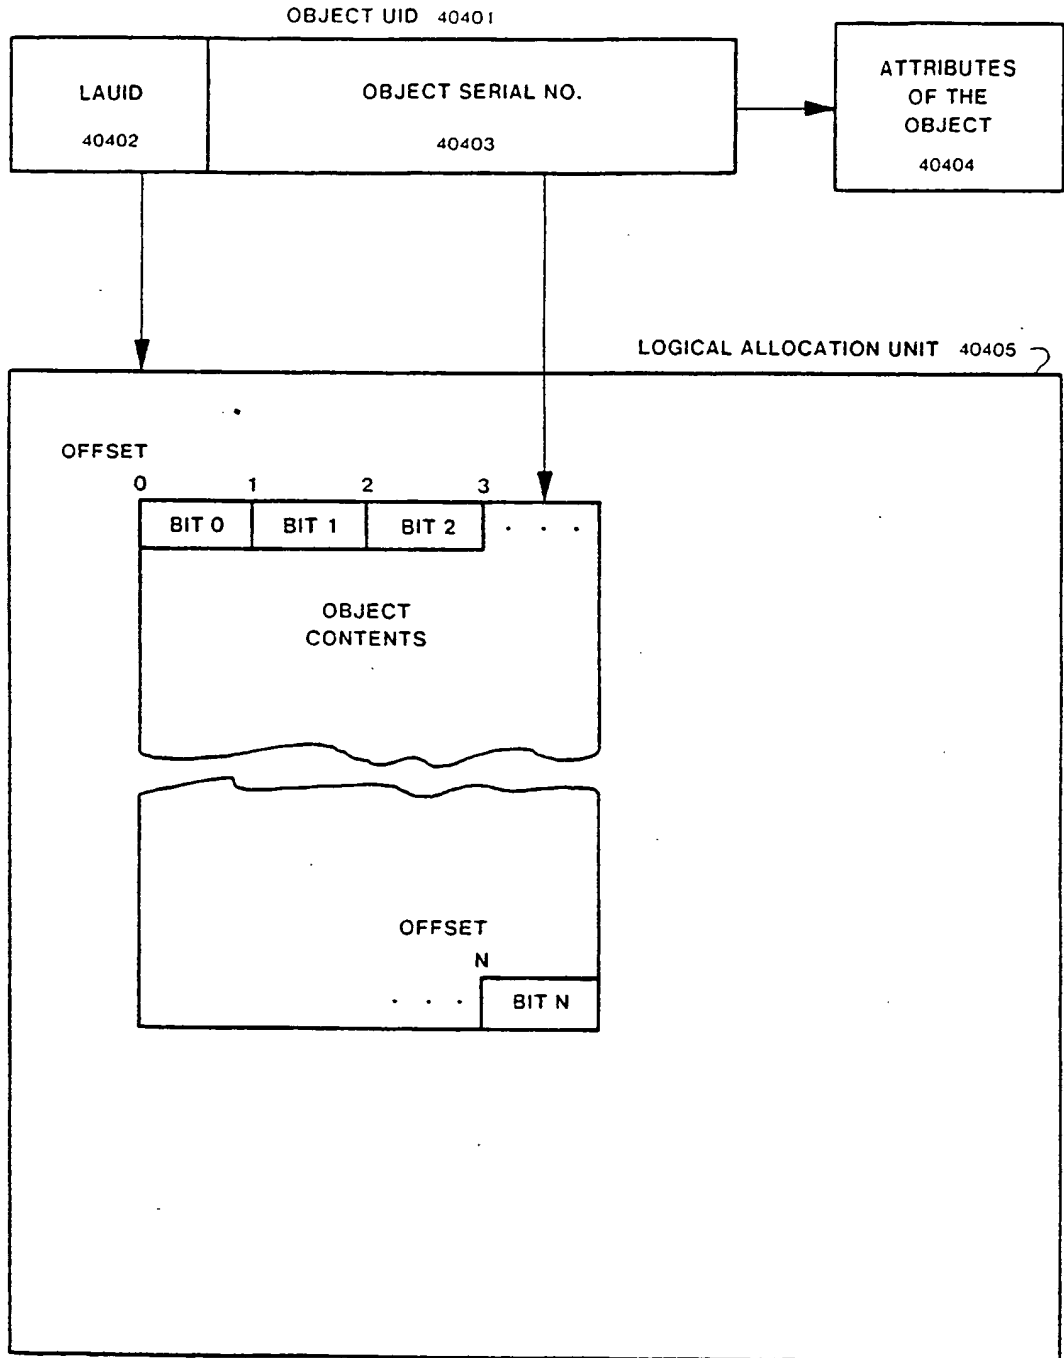 OBJECT UID 40401
LAUID
40402
OBJECT SERIAL NO.
40403
ATTRIBUTES
OF THE
OBJECT
40404
LOGICAL ALLOCATION UNIT 40405
OFFSET
0 1 2 3
BIT 0 BIT 1 BIT 2 . . .
OBJECT
CONTENTS
OFFSET
N
. . . BIT N